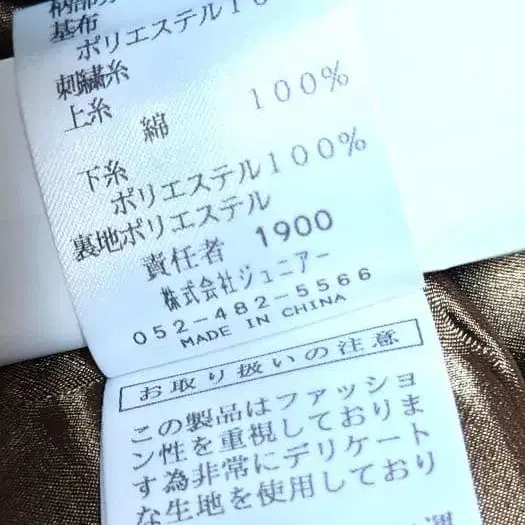 柄部分
基布
ポリエステル10
刺繍糸
上糸
綿 100%
下糸
ポリエステル100%
裏地ポリエステル
責任者 1900
株式会社ジュニアー
052-482-5566
MADE IN CHINA
お取り扱いの注意
この製品はファッショ
ン性を重視しておりま
す為非常にデリケート
な生地を使用しており